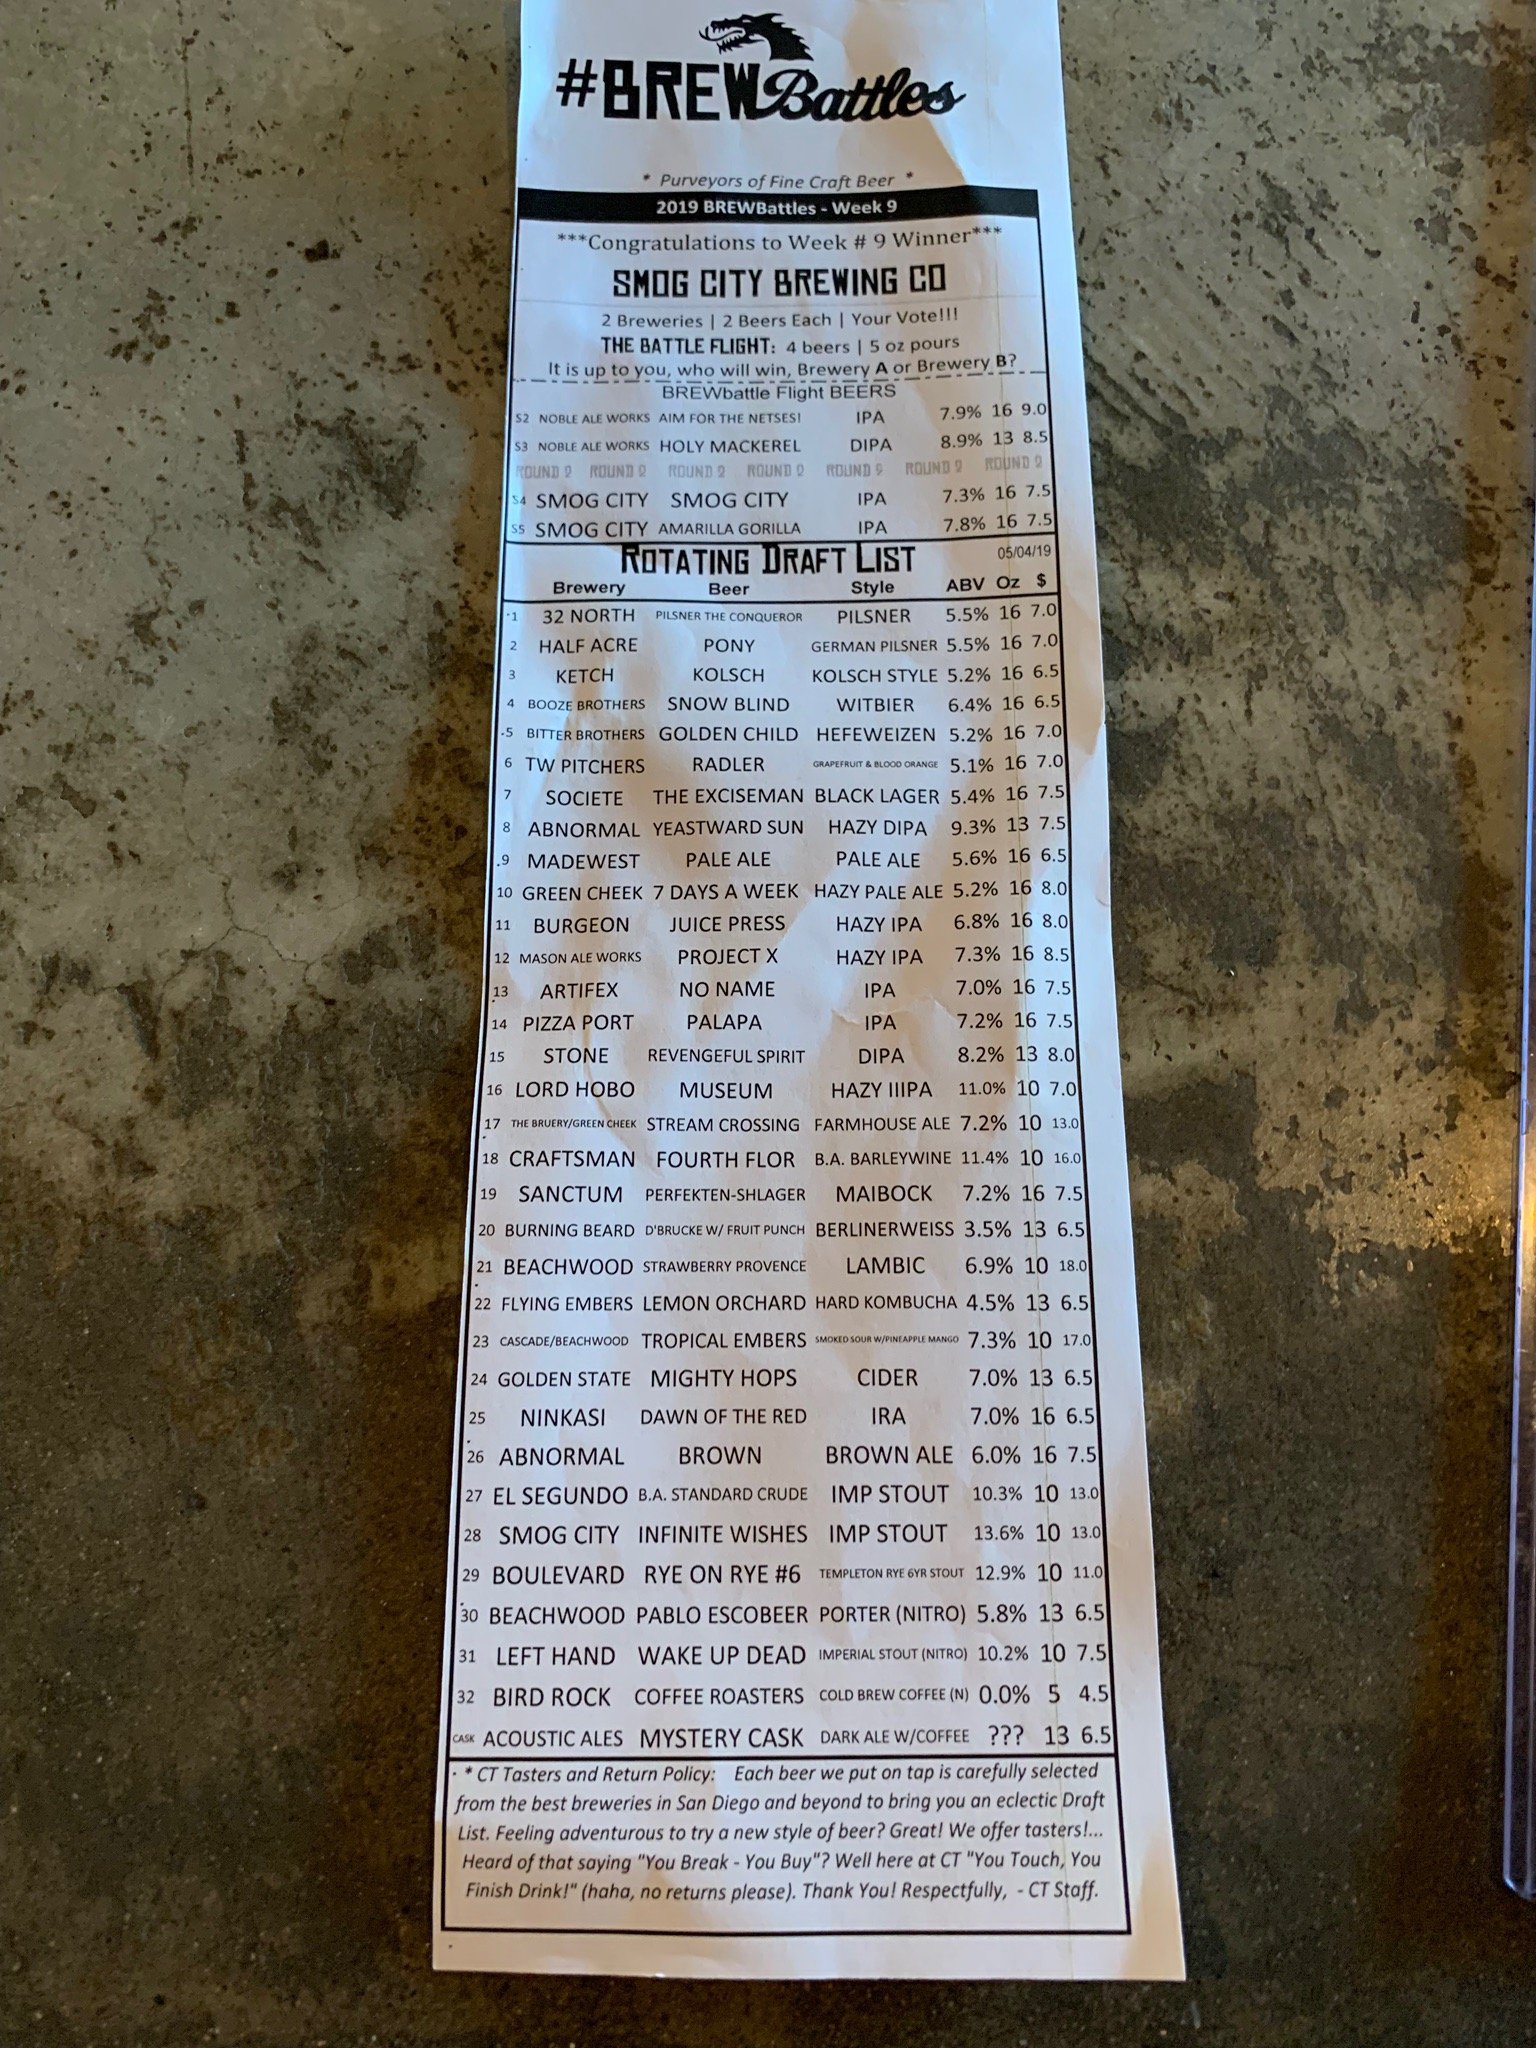 #BREWBattles
* Purveyors of Fine Craft Beer *
2019 BREWBattles - Week 9
***Congratulations to Week # 9 Winner***
SMOG CITY BREWING CO
2 Breweries | 2 Beers Each | Your Vote!!!
THE BATTLE FLIGHT: 4 beers | 5 oz pours
It is up to you, who will win, Brewery A or Brewery B?
BREWbattle Flight BEERS
S2 NOBLE ALE WORKS AIM FOR THE NETSES! IPA 7.9% 16 9.0
S3 NOBLE ALE WORKS HOLY MACKEREL DIPA 8.9% 13 8.5
ROUND 9 ROUND 9 ROUND 9 ROUND 9 ROUND 9 ROUND 9 ROUND 9
S4 SMOG CITY SMOG CITY IPA 7.3% 16 7.5
S5 SMOG CITY AMARILLA GORILLA IPA 7.8% 16 7.5
ROTATING DRAFT LIST 05/04/19
Brewery Beer Style ABV Oz $
1 32 NORTH PILSNER THE CONQUEROR PILSNER 5.5% 16 7.0
2 HALF ACRE PONY GERMAN PILSNER 5.5% 16 7.0
3 KETCH KOLSCH KOLSCH STYLE 5.2% 16 6.5
4 BOOZE BROTHERS SNOW BLIND WITBIER 6.4% 16 6.5
5 BITTER BROTHERS GOLDEN CHILD HEFEWEIZEN 5.2% 16 7.0
6 TW PITCHERS RADLER GRAPEFRUIT & BLOOD ORANGE 5.1% 16 7.0
7 SOCIETE THE EXCISEMAN BLACK LAGER 5.4% 16 7.5
8 ABNORMAL YEASTWARD SUN HAZY DIPA 9.3% 13 7.5
9 MADEWEST PALE ALE PALE ALE 5.6% 16 6.5
10 GREEN CHEEK 7 DAYS A WEEK HAZY PALE ALE 5.2% 16 8.0
11 BURGEON JUICE PRESS HAZY IPA 6.8% 16 8.0
12 MASON ALE WORKS PROJECT X HAZY IPA 7.3% 16 8.5
13 ARTIFEX NO NAME IPA 7.0% 16 7.5
14 PIZZA PORT PALAPA IPA 7.2% 16 7.5
15 STONE REVENGEFUL SPIRIT DIPA 8.2% 13 8.0
16 LORD HOBO MUSEUM HAZY IIIPA 11.0% 10 7.0
17 THE BRUERY/GREEN CHEEK STREAM CROSSING FARMHOUSE ALE 7.2% 10 13.0
18 CRAFTSMAN FOURTH FLOR B.A. BARLEYWINE 11.4% 10 16.0
19 SANCTUM PERFEKTEN-SHLAGER MAIBOCK 7.2% 16 7.5
20 BURNING BEARD D'BRUCKE W/ FRUIT PUNCH BERLINERWEISS 3.5% 13 6.5
21 BEACHWOOD STRAWBERRY PROVENCE LAMBIC 6.9% 10 18.0
22 FLYING EMBERS LEMON ORCHARD HARD KOMBUCHA 4.5% 13 6.5
23 CASCADE/BEACHWOOD TROPICAL EMBERS SMOKED SOUR W/PINEAPPLE MANGO 7.3% 10 17.0
24 GOLDEN STATE MIGHTY HOPS CIDER 7.0% 13 6.5
25 NINKASI DAWN OF THE RED IRA 7.0% 16 6.5
26 ABNORMAL BROWN BROWN ALE 6.0% 16 7.5
27 EL SEGUNDO B.A. STANDARD CRUDE IMP STOUT 10.3% 10 13.0
28 SMOG CITY INFINITE WISHES IMP STOUT 13.6% 10 13.0
29 BOULEVARD RYE ON RYE #6 TEMPLETON RYE 6YR STOUT 12.9% 10 11.0
30 BEACHWOOD PABLO ESCOBEER PORTER (NITRO) 5.8% 13 6.5
31 LEFT HAND WAKE UP DEAD IMPERIAL STOUT (NITRO) 10.2% 10 7.5
32 BIRD ROCK COFFEE ROASTERS COLD BREW COFFEE (N) 0.0% 5 4.5
CASK ACOUSTIC ALES MYSTERY CASK DARK ALE W/COFFEE ??? 13 6.5
* CT Tasters and Return Policy: Each beer we put on tap is carefully selected
from the best breweries in San Diego and beyond to bring you an eclectic Draft
List. Feeling adventurous to try a new style of beer? Great! We offer tasters!...
Heard of that saying "You Break - You Buy"? Well here at CT "You Touch, You
Finish Drink!" (haha, no returns please). Thank You! Respectfully, - CT Staff.